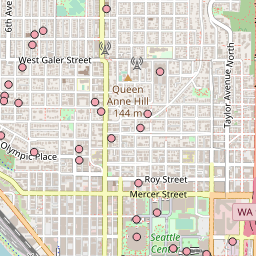 6th Ave
West Galer Street
Queen
Anne Hill
144 m
Taylor Avenue North
Olympic Place
Roy Street
Mercer Street
WA
Seattle
Cente